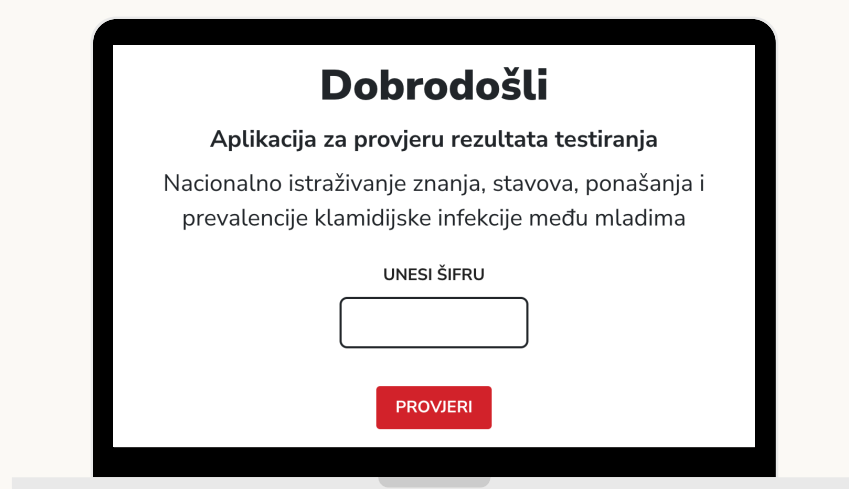 Dobrodošli
Aplikacija za provjeru rezultata testiranja
Nacionalno istraživanje znanja, stavova, ponašanja i
prevalencije klamidijske infekcije među mladima
UNESI ŠIFRU
PROVJERI